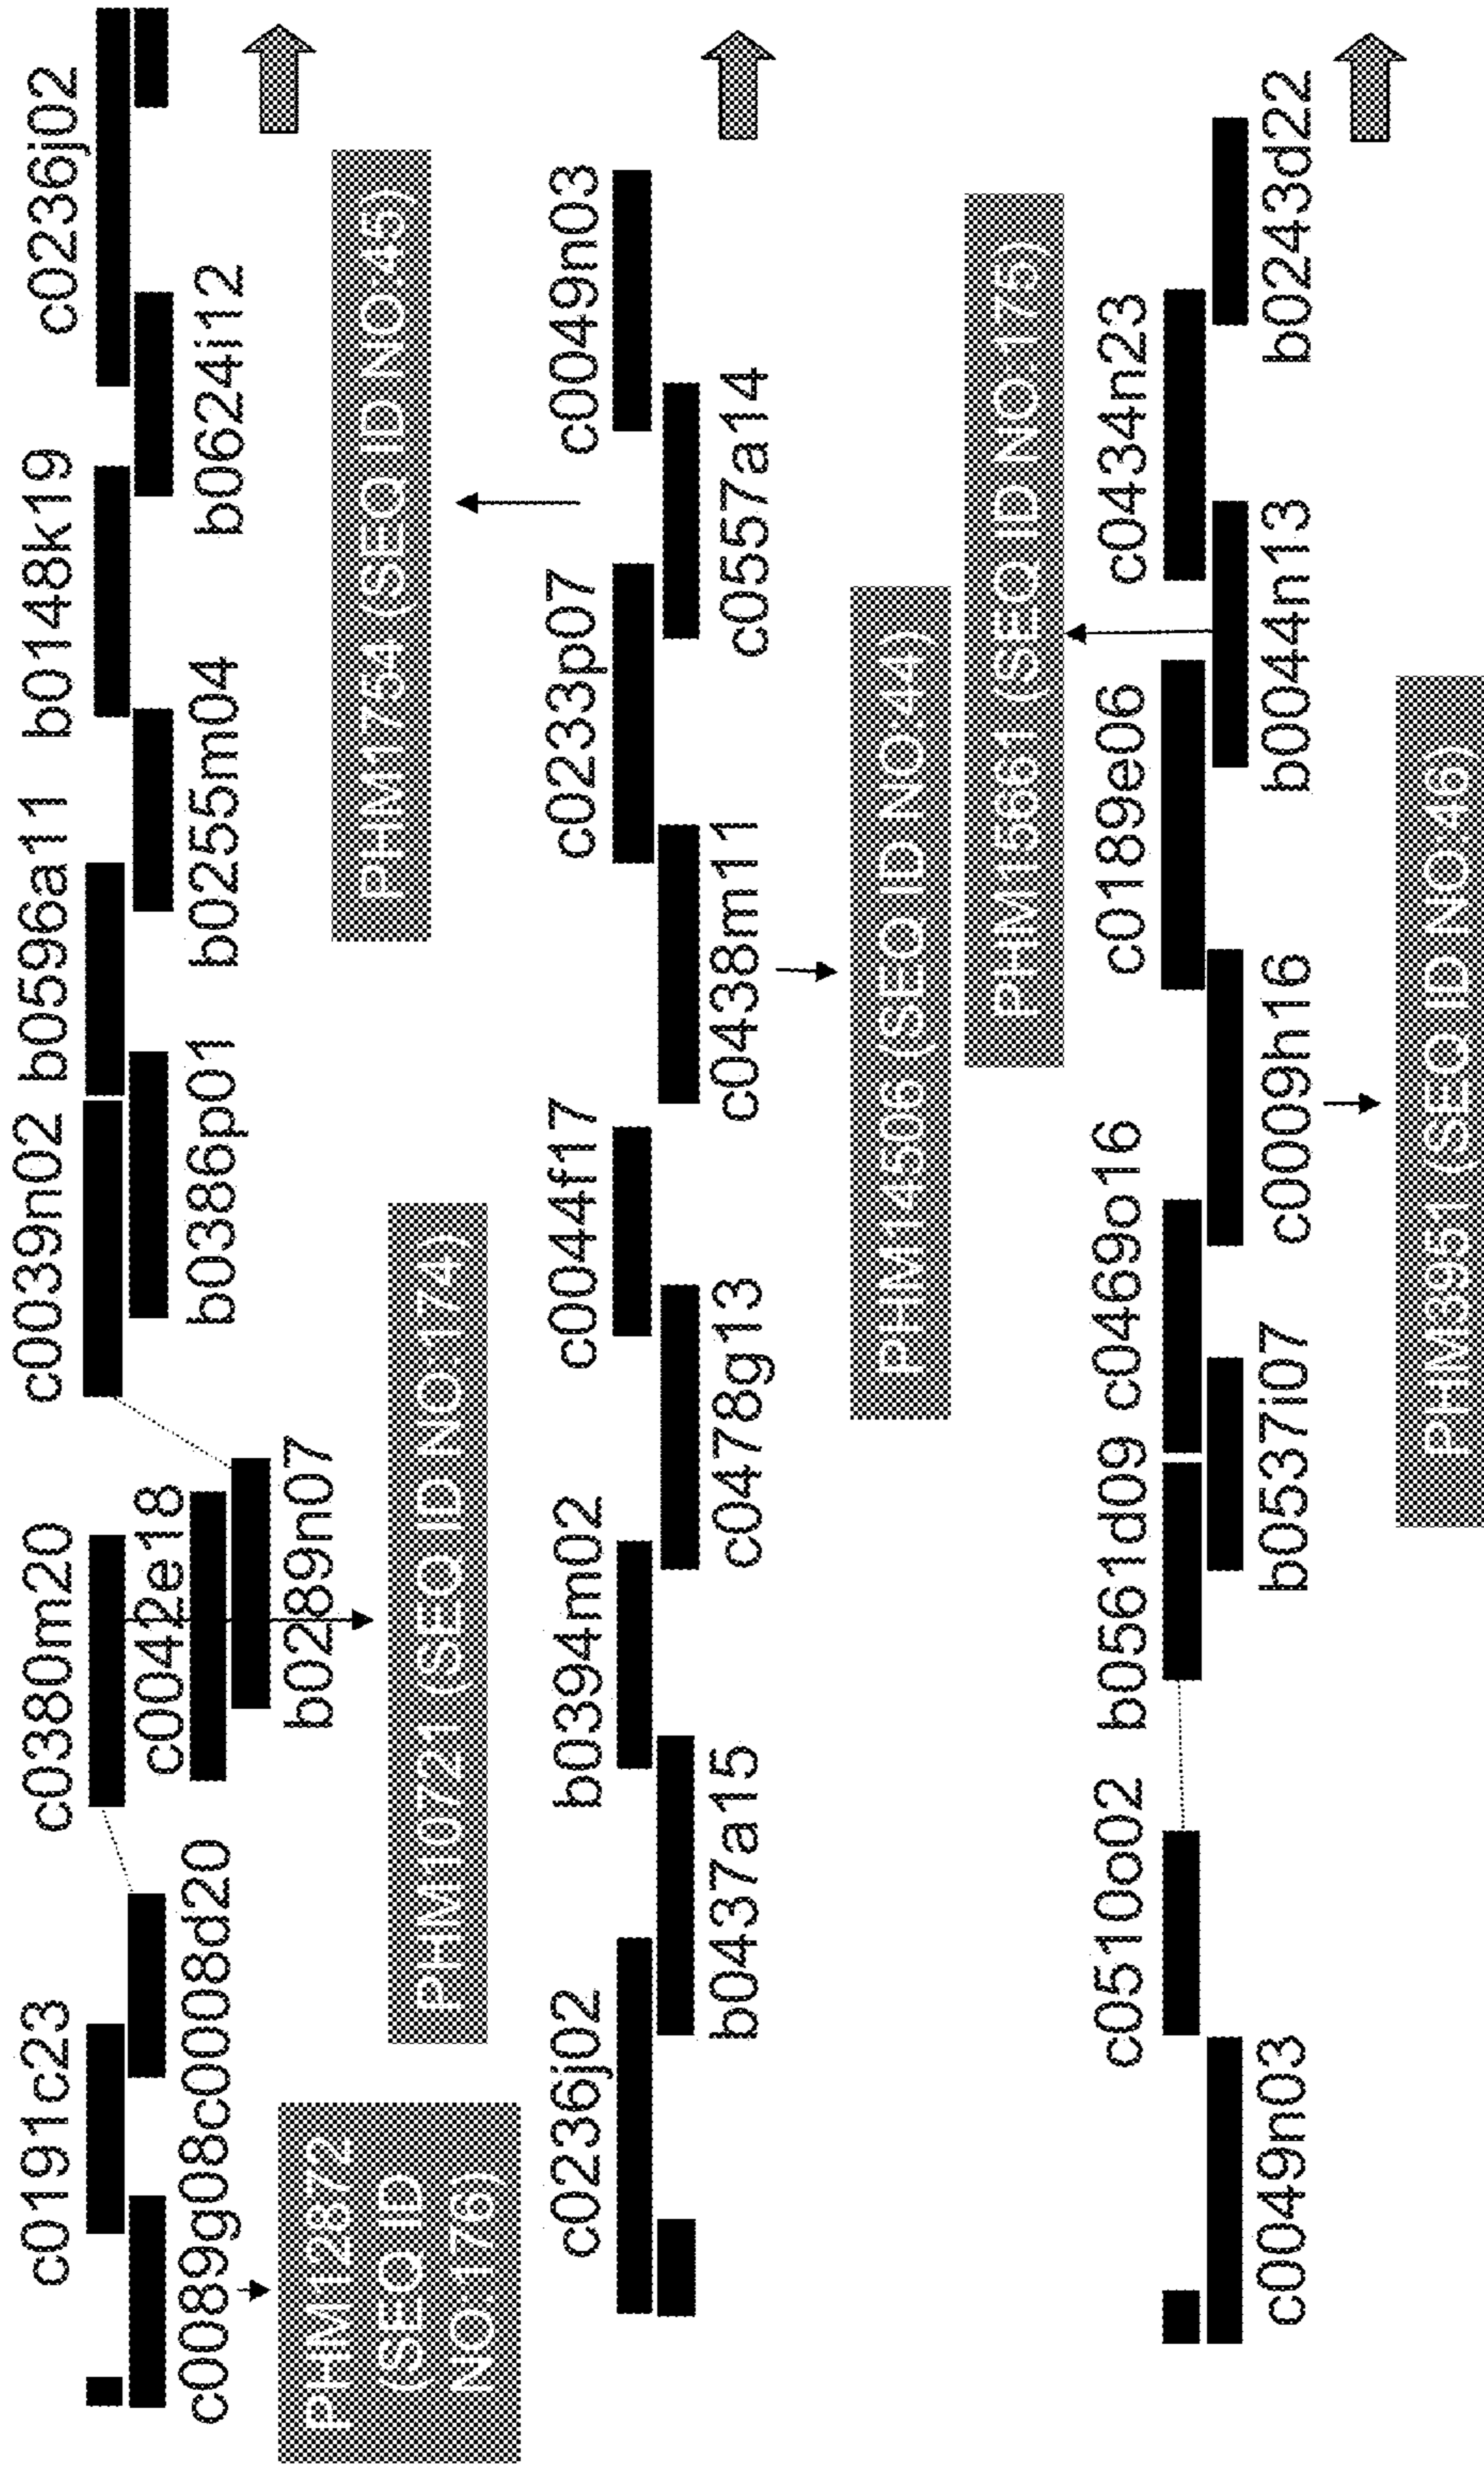 c0191c23
c0380m20
c0039n02
b0596a11
b0148k19
c0236j02
c0042e18
c0089g08
c0008d20
b0289n07
b0386p01
b0255m04
b0624i12
PHM12872
(SEQ ID
NO:176)
PHM10721 (SEQ ID NO:174)
PHM1754 (SEQ ID NO:45)
c0236j02
b0394m02
c0044f17
c0233p07
c0049n03
b0437a15
c0478g13
c0438m11
c0557a14
PHM14506 (SEQ ID NO:44)
PHM15661 (SEQ ID NO:175)
c0510o02
b0561d09
c0469o16
c0189e06
c0434n23
c0049n03
b0537i07
c0009h16
b0044n13
b0243d22
PHM3951 (SEQ ID NO:46)